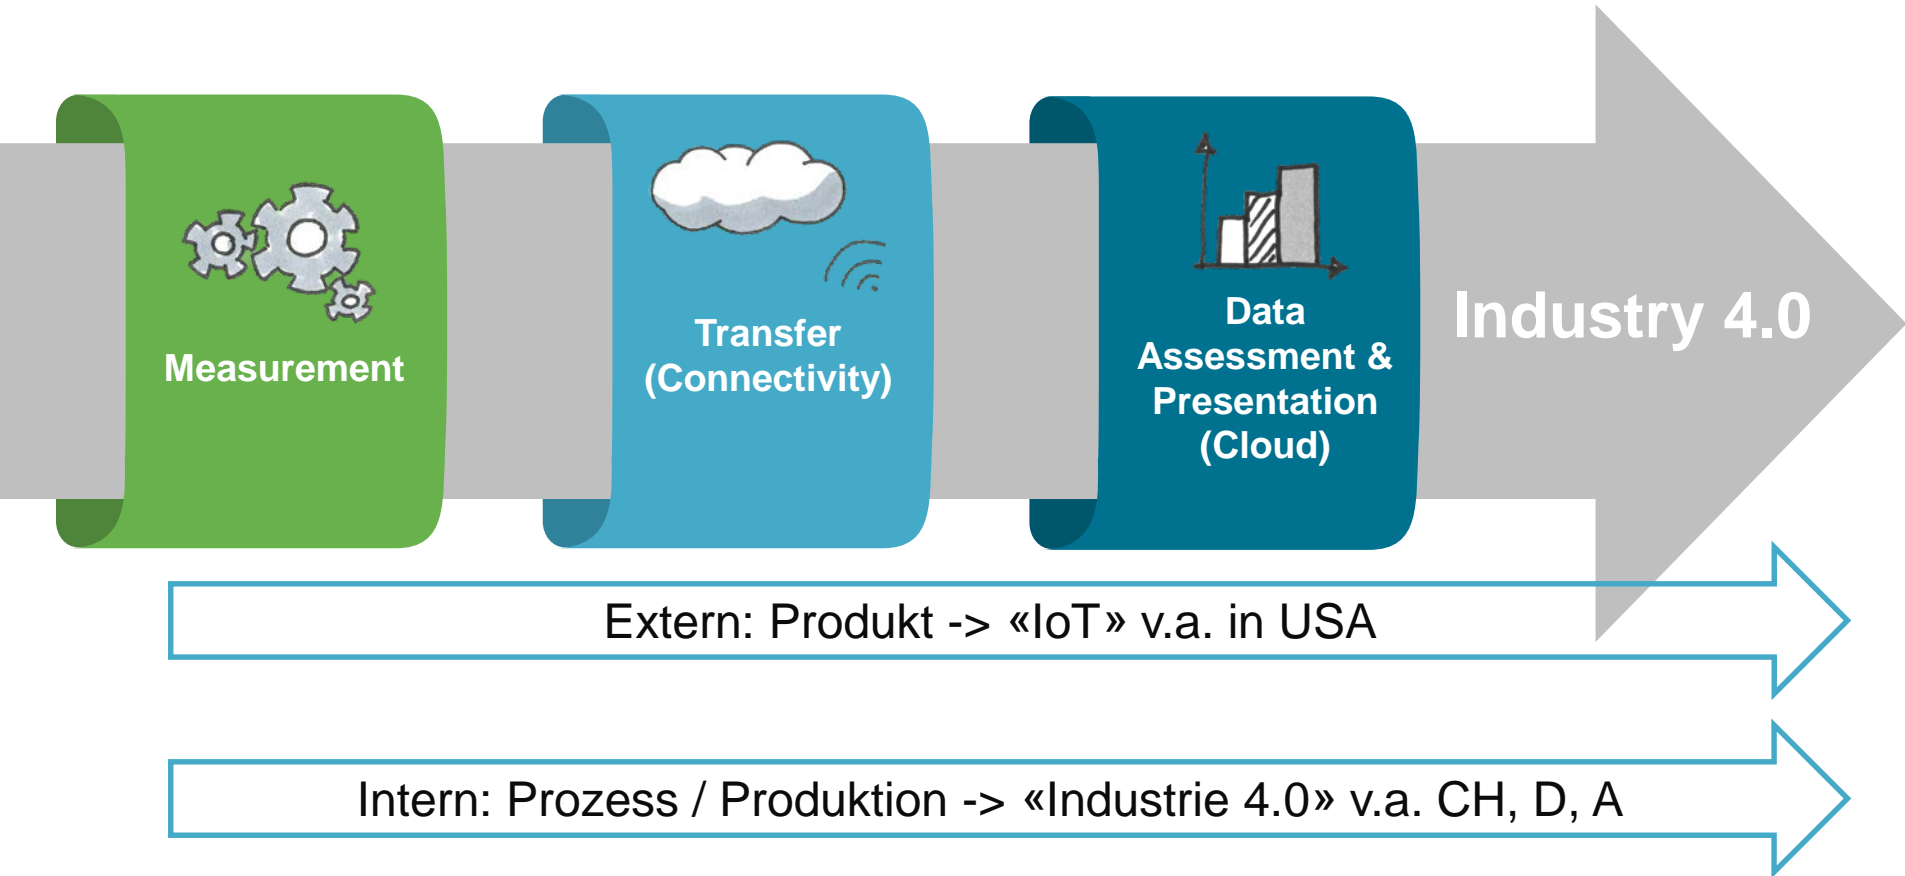 Measurement
Transfer
(Connectivity)
Data
Assessment &
Presentation
(Cloud)
Industry 4.0
Extern: Produkt -> «IoT» v.a. in USA
Intern: Prozess / Produktion -> «Industrie 4.0» v.a. CH, D, A